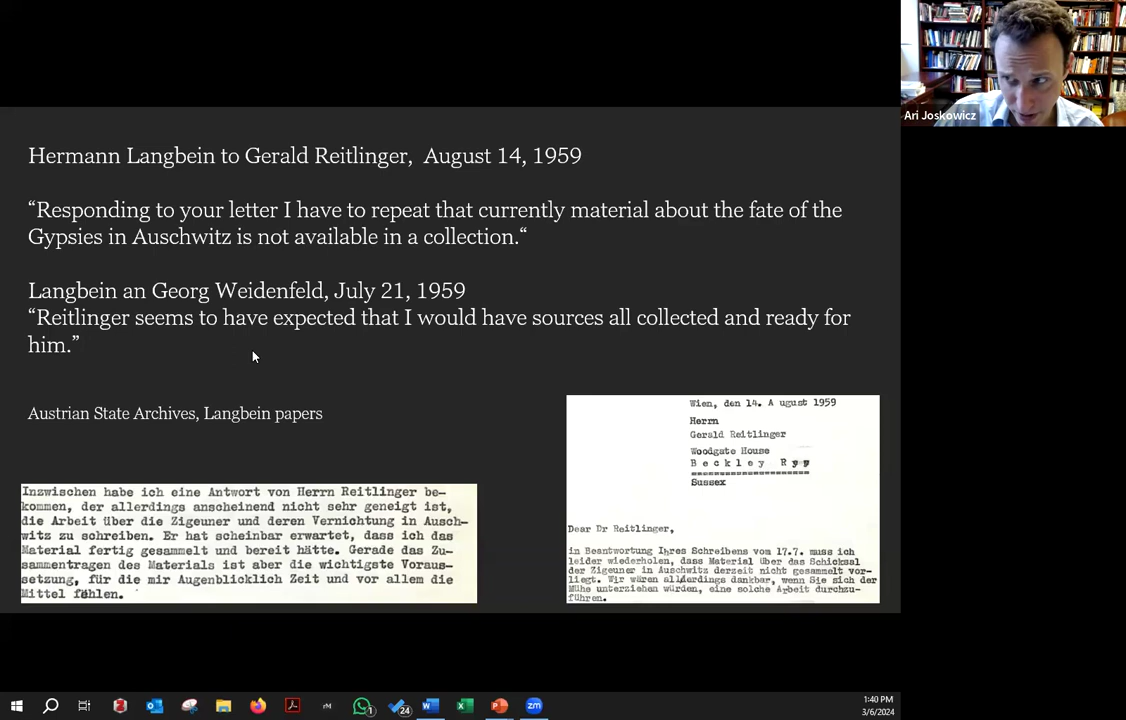 Ari Joskowicz
Hermann Langbein to Gerald Reitlinger, August 14, 1959
“Responding to your letter I have to repeat that currently material about the fate of the
Gypsies in Auschwitz is not available in a collection.“
Langbein an Georg Weidenfeld, July 21, 1959
“Reitlinger seems to have expected that I would have sources all collected and ready for
him.”
Austrian State Archives, Langbein papers
Inzwischen habe ich eine Antwort von Herrn Reitlinger be-
kommen, der allerdings anscheinend nicht sehr geneigt ist,
die Arbeit über die Zigeuner und deren Vernichtung in Ausch-
witz zu schreiben. Er hat scheinbar erwartet, dass ich das
Material fertig gesammelt und bereit hätte. Gerade das Zu-
sammentragen des Materials ist aber die wichtigste Voraus-
setzung, für die mir Augenblicklich Zeit und vor allem die
Mittel fehlen.
Wien, den 14. A ugust 1959
Herrn
Gerald Reitlinger
Woodgate House
B e c k l e y R y e
Sussex
Dear Dr Reitlinger,
in Beantwortung Ihres Schreibens vom 17.7. muss ich
leider wiederholen, dass Material über das Schicksal
der Zigeuner in Auschwitz derzeit nicht gesammelt vor-
liegt. Wir wären allerdings dankbar, wenn Sie sich der
Mühe unterziehen würden, eine solche Arbeit durchzu-
führen.
rM
1
24
zm
1:40 PM
3/6/2024